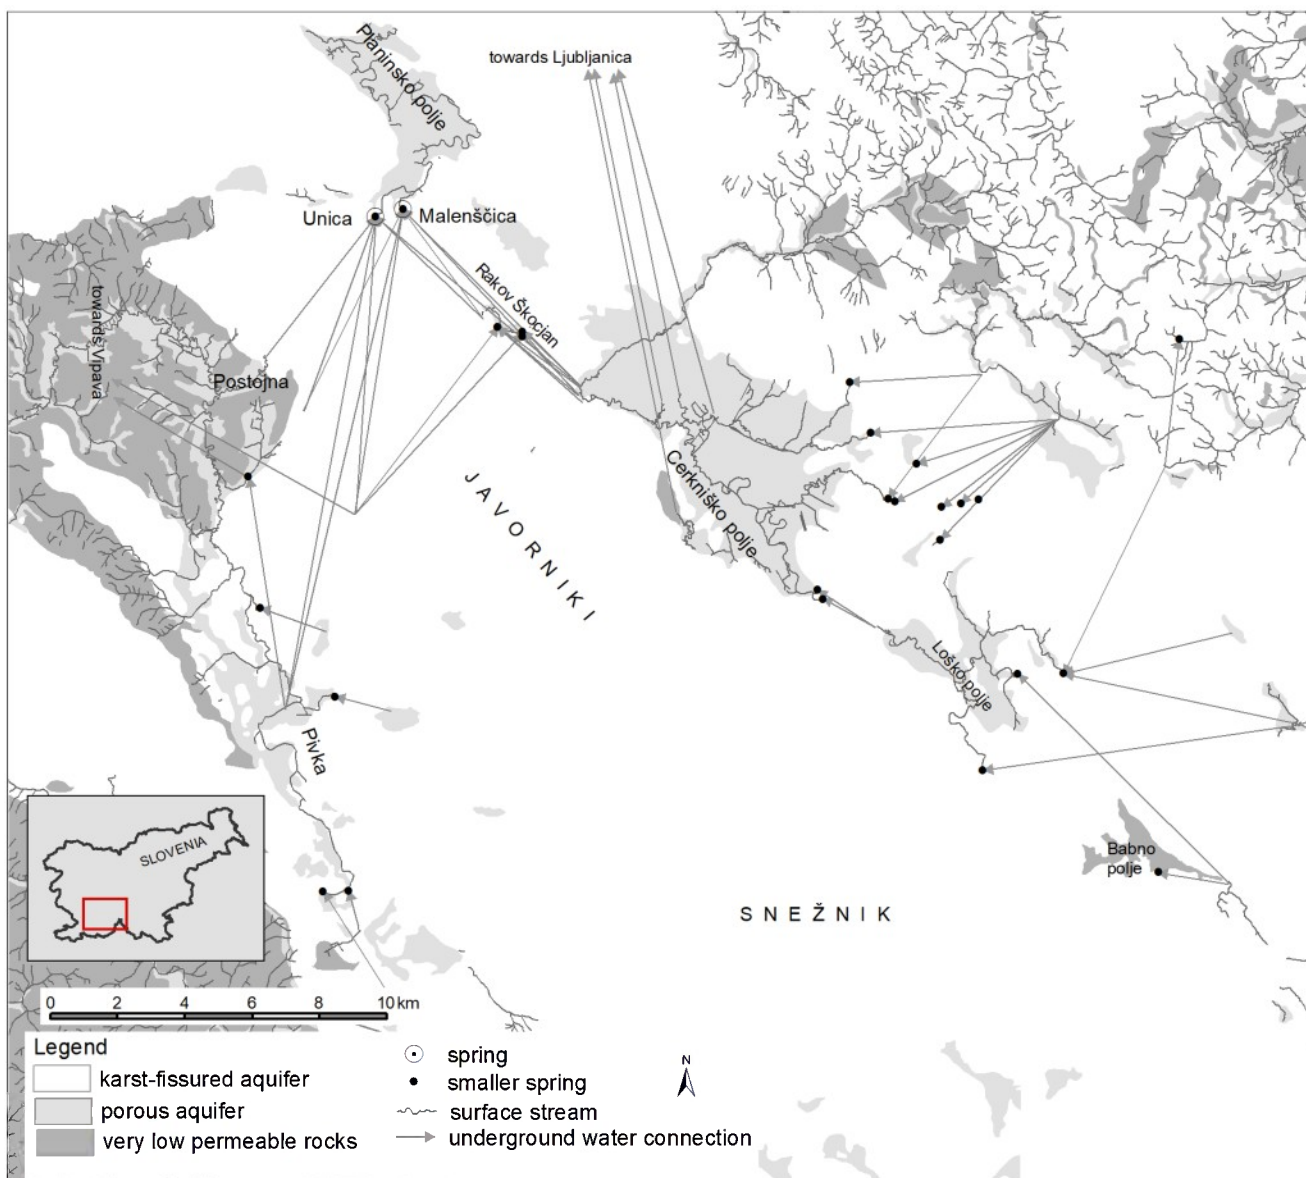 towards Ljubljanica
Planinsko polje
Unica
Malenščica
Rakov Škocjan
towards Vipava
Postojna
JAVORNIKI
Cerkniško polje
Loško polje
Pivka
SLOVENIA
Babno
polje
SNEŽNIK
0 2 4 6 8 10 km
Legend
karst-fissured aquifer
porous aquifer
very low permeable rocks
spring
smaller spring
surface stream
underground water connection
N